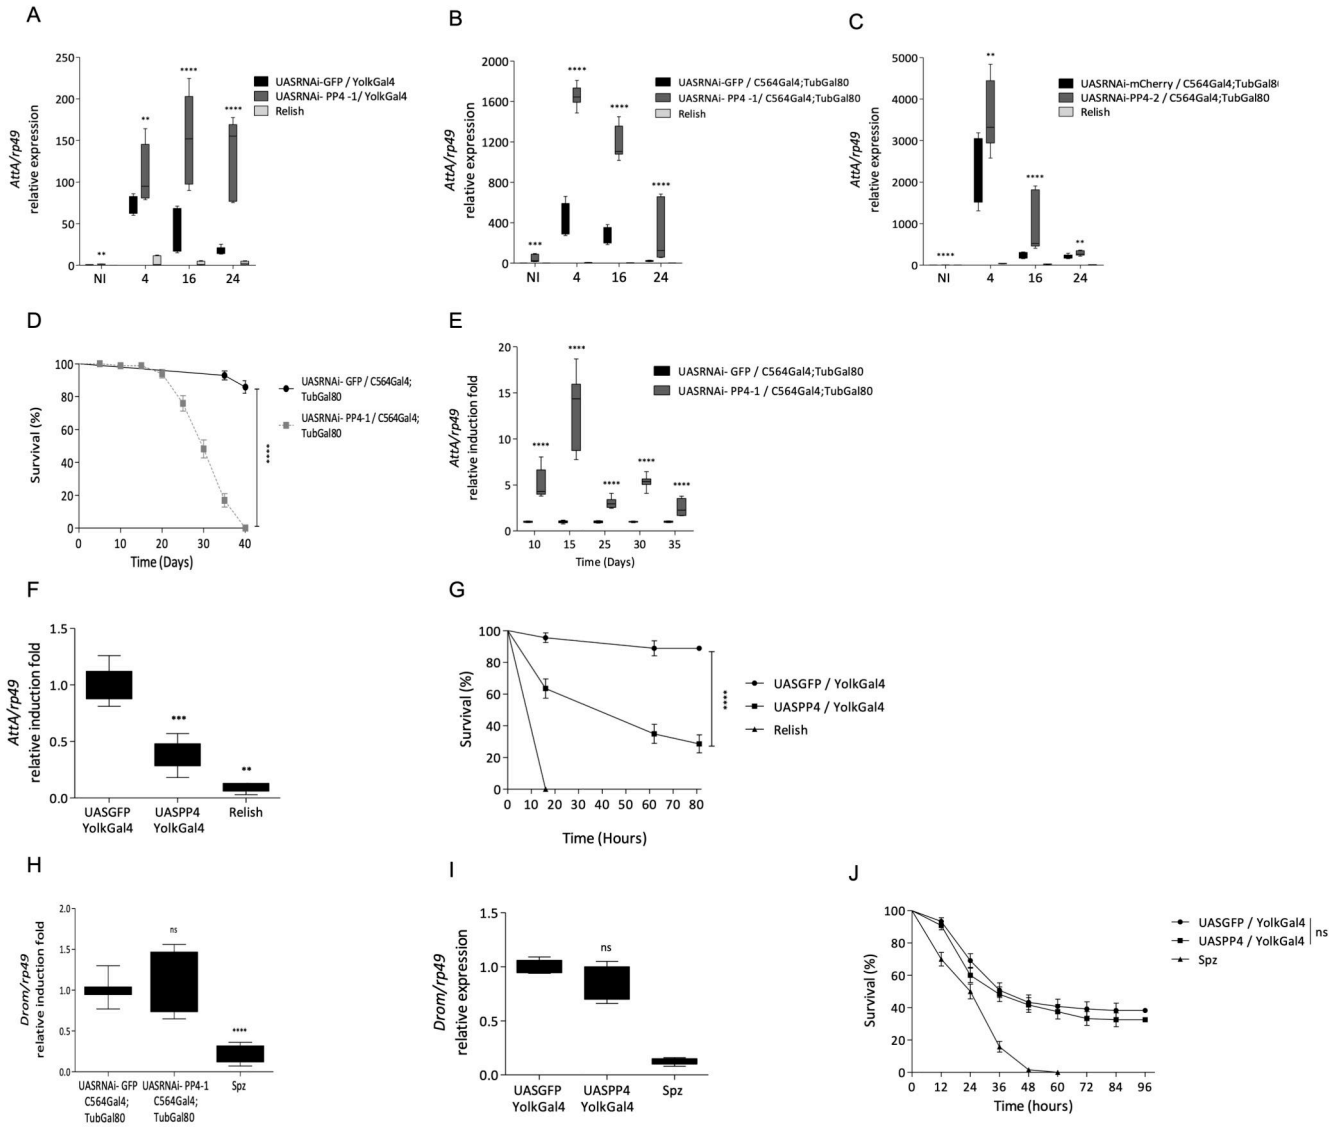 A
AttA/rp49
relative expression
250
200
150
100
50
0
**
**
****
****
NI
4
16
24
UASRNAi-GFP / YolkGal4
UASRNAi- PP4 -1/ YolkGal4
Relish
B
AttA/rp49
relative expression
2000
1600
1200
800
400
0
***
****
****
****
NI
4
16
24
UASRNAi-GFP / C564Gal4;TubGal80
UASRNAi- PP4 -1/ C564Gal4;TubGal80
Relish
C
AttA/rp49
relative expression
5000
4000
3000
2000
1000
0
****
**
****
**
NI
4
16
24
UASRNAi-mCherry / C564Gal4;TubGal80
UASRNAi-PP4-2 / C564Gal4;TubGal80
Relish
D
Survival (%)
100
80
60
40
20
0
0
10
20
30
40
Time (Days)
UASRNAi- GFP / C564Gal4;
TubGal80
UASRNAi- PP4-1 / C564Gal4;
TubGal80
****
E
AttA/rp49
relative induction fold
20
15
10
5
0
****
****
****
****
****
10
15
25
30
35
Time (Days)
UASRNAi- GFP / C564Gal4;TubGal80
UASRNAi- PP4-1 / C564Gal4;TubGal80
F
AttA/rp49
relative induction fold
1.5
1.0
0.5
0.0
***
**
UASGFP
YolkGal4
UASPP4
YolkGal4
Relish
G
Survival (%)
100
80
60
40
20
0
0 10 20 30 40 50 60 70 80
Time (Hours)
****
UASGFP / YolkGal4
UASPP4 / YolkGal4
Relish
H
Drom/rp49
relative induction fold
2.0
1.5
1.0
0.5
0.0
ns
****
UASRNAi- GFP
C564Gal4;
TubGal80
UASRNAi- PP4-1
C564Gal4;
TubGal80
Spz
I
Drom/rp49
relative expression
1.5
1.0
0.5
0.0
ns
UASGFP
YolkGal4
UASPP4
YolkGal4
Spz
J
Survival (%)
100
80
60
40
20
0
0 12 24 36 48 60 72 84 96
Time (hours)
UASGFP / YolkGal4
UASPP4 / YolkGal4
Spz
ns